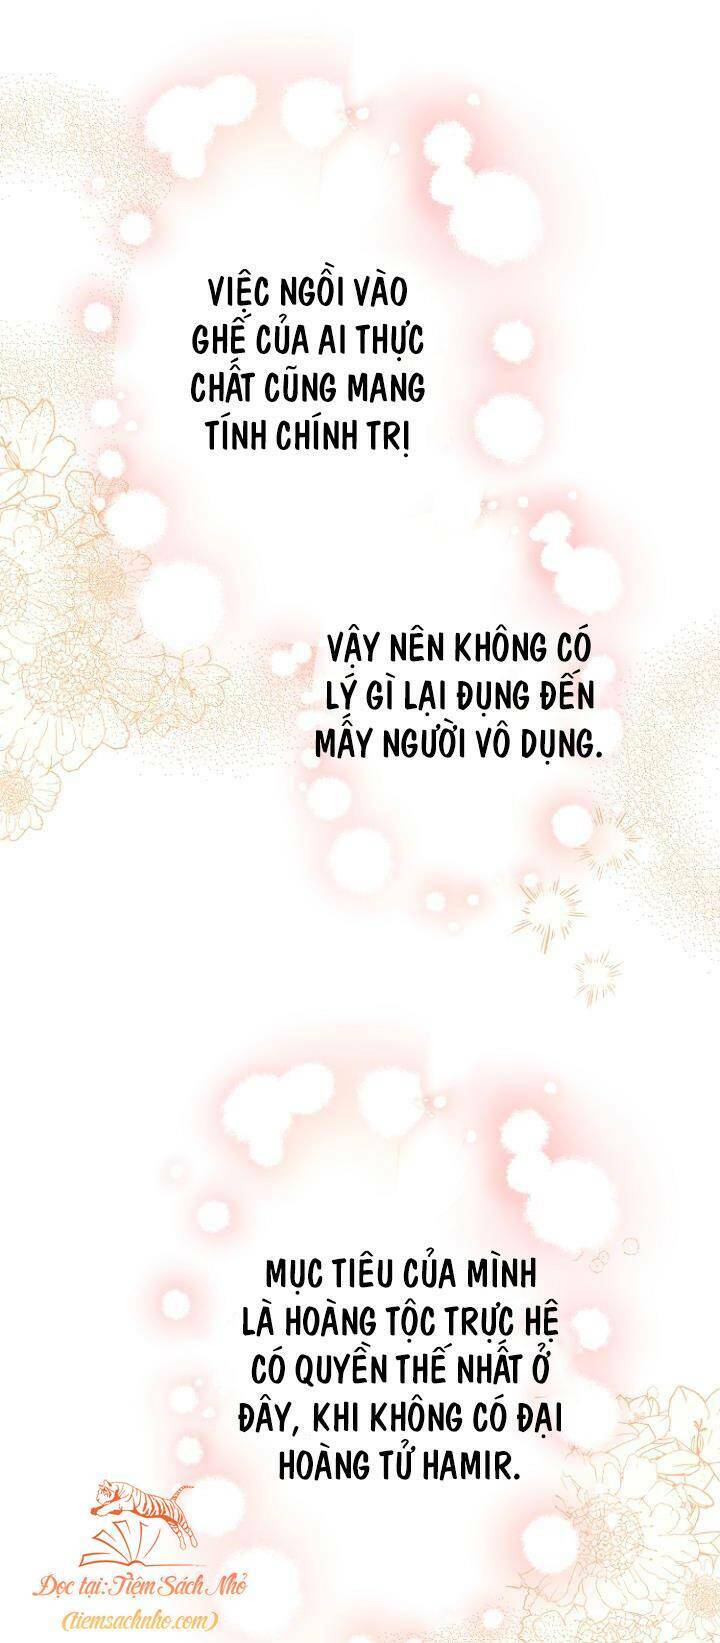 VIỆC NGỒI VÀO
GHẾ CỦA AI THỰC
CHẤT CŨNG MANG
TÍNH CHÍNH TRỊ
VẬY NÊN KHÔNG CÓ
LÝ GÌ LẠI ĐỤNG ĐẾN
MẤY NGƯỜI VÔ DỤNG.
MỤC TIÊU CỦA MÌNH
LÀ HOÀNG TỘC TRỰC HỆ
CÓ QUYỀN THẾ NHẤT Ở
ĐÂY, KHI KHÔNG CÓ ĐẠI
HOÀNG TỬ HAMIR.
Đọc tại: Tiệm Sách Nhỏ
(tiemsachnho.com)